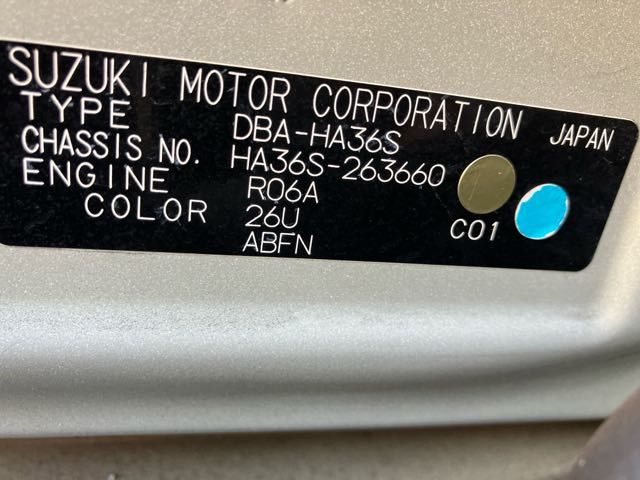 SUZUKI MOTOR CORPORATION JAPAN
TYPE DBA-HA36S
CHASSIS NO. HA36S-263660
ENGINE R06A
COLOR 26U C01
ABFN